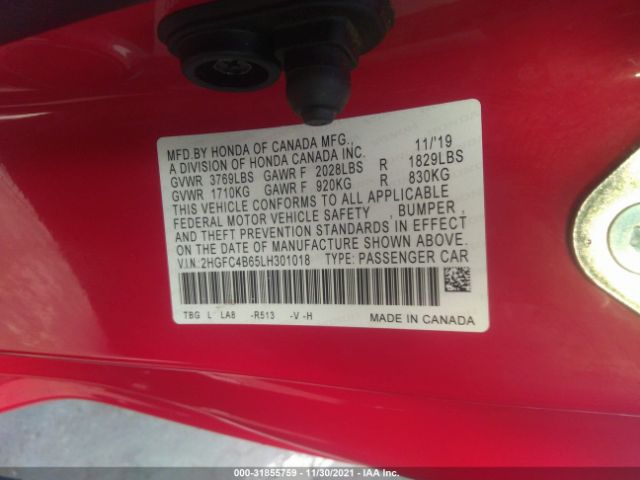 MFD.BY HONDA OF CANADA MFG., 11/'19
A DIVISION OF HONDA CANADA INC.
GVWR 3769LBS GAWR F 2028LBS R 1829LBS
GVWR 1710KG GAWR F 920KG R 830KG
THIS VEHICLE CONFORMS TO ALL APPLICABLE
FEDERAL MOTOR VEHICLE SAFETY , BUMPER ,
AND THEFT PREVENTION STANDARDS IN EFFECT
ON THE DATE OF MANUFACTURE SHOWN ABOVE.
V.I.N. 2HGFC4B65LH301018 TYPE: PASSENGER CAR
TBG L LA8 -R513 -V -H MADE IN CANADA
000-31855759 11/30/2021 IAAI.COM